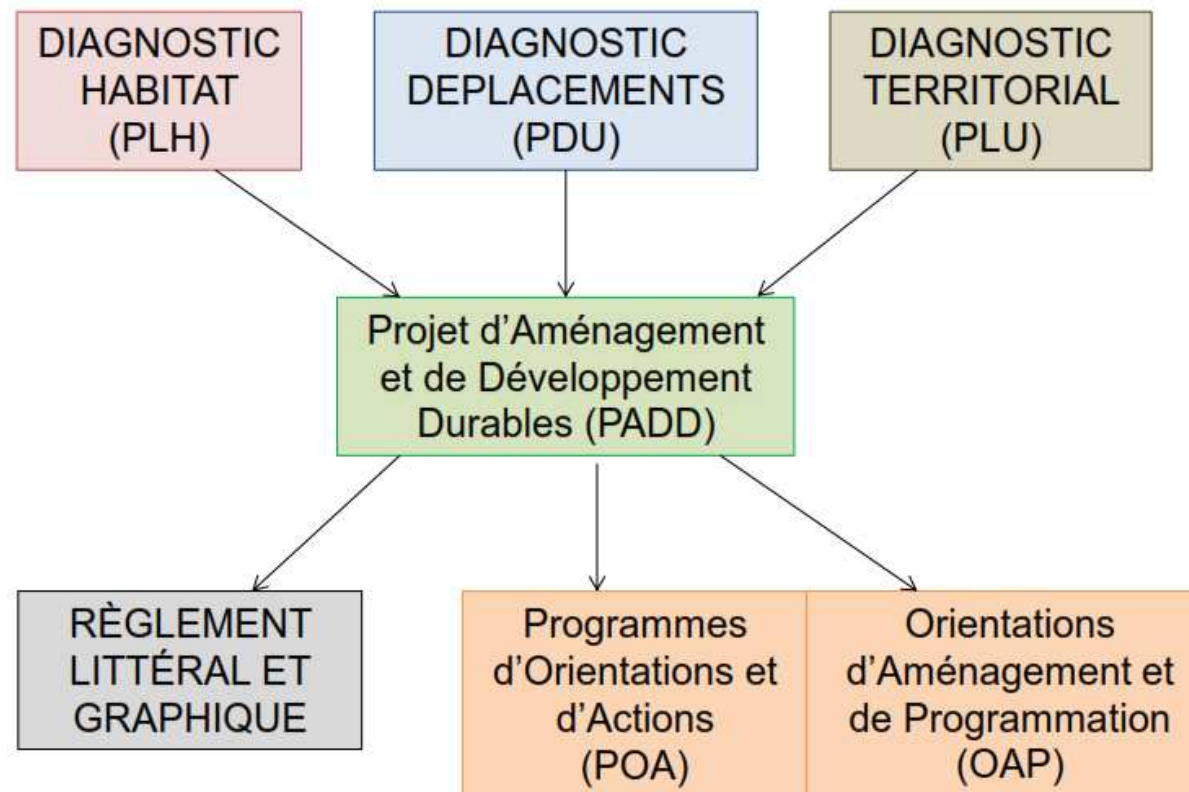 DIAGNOSTIC
HABITAT
(PLH)
DIAGNOSTIC
DEPLACEMENTS
(PDU)
DIAGNOSTIC
TERRITORIAL
(PLU)
Projet d’Aménagement
et de Développement
Durables (PADD)
RÈGLEMENT
LITTÉRAL ET
GRAPHIQUE
Programmes
d’Orientations et
d’Actions
(POA)
Orientations
d’Aménagement et
de Programmation
(OAP)